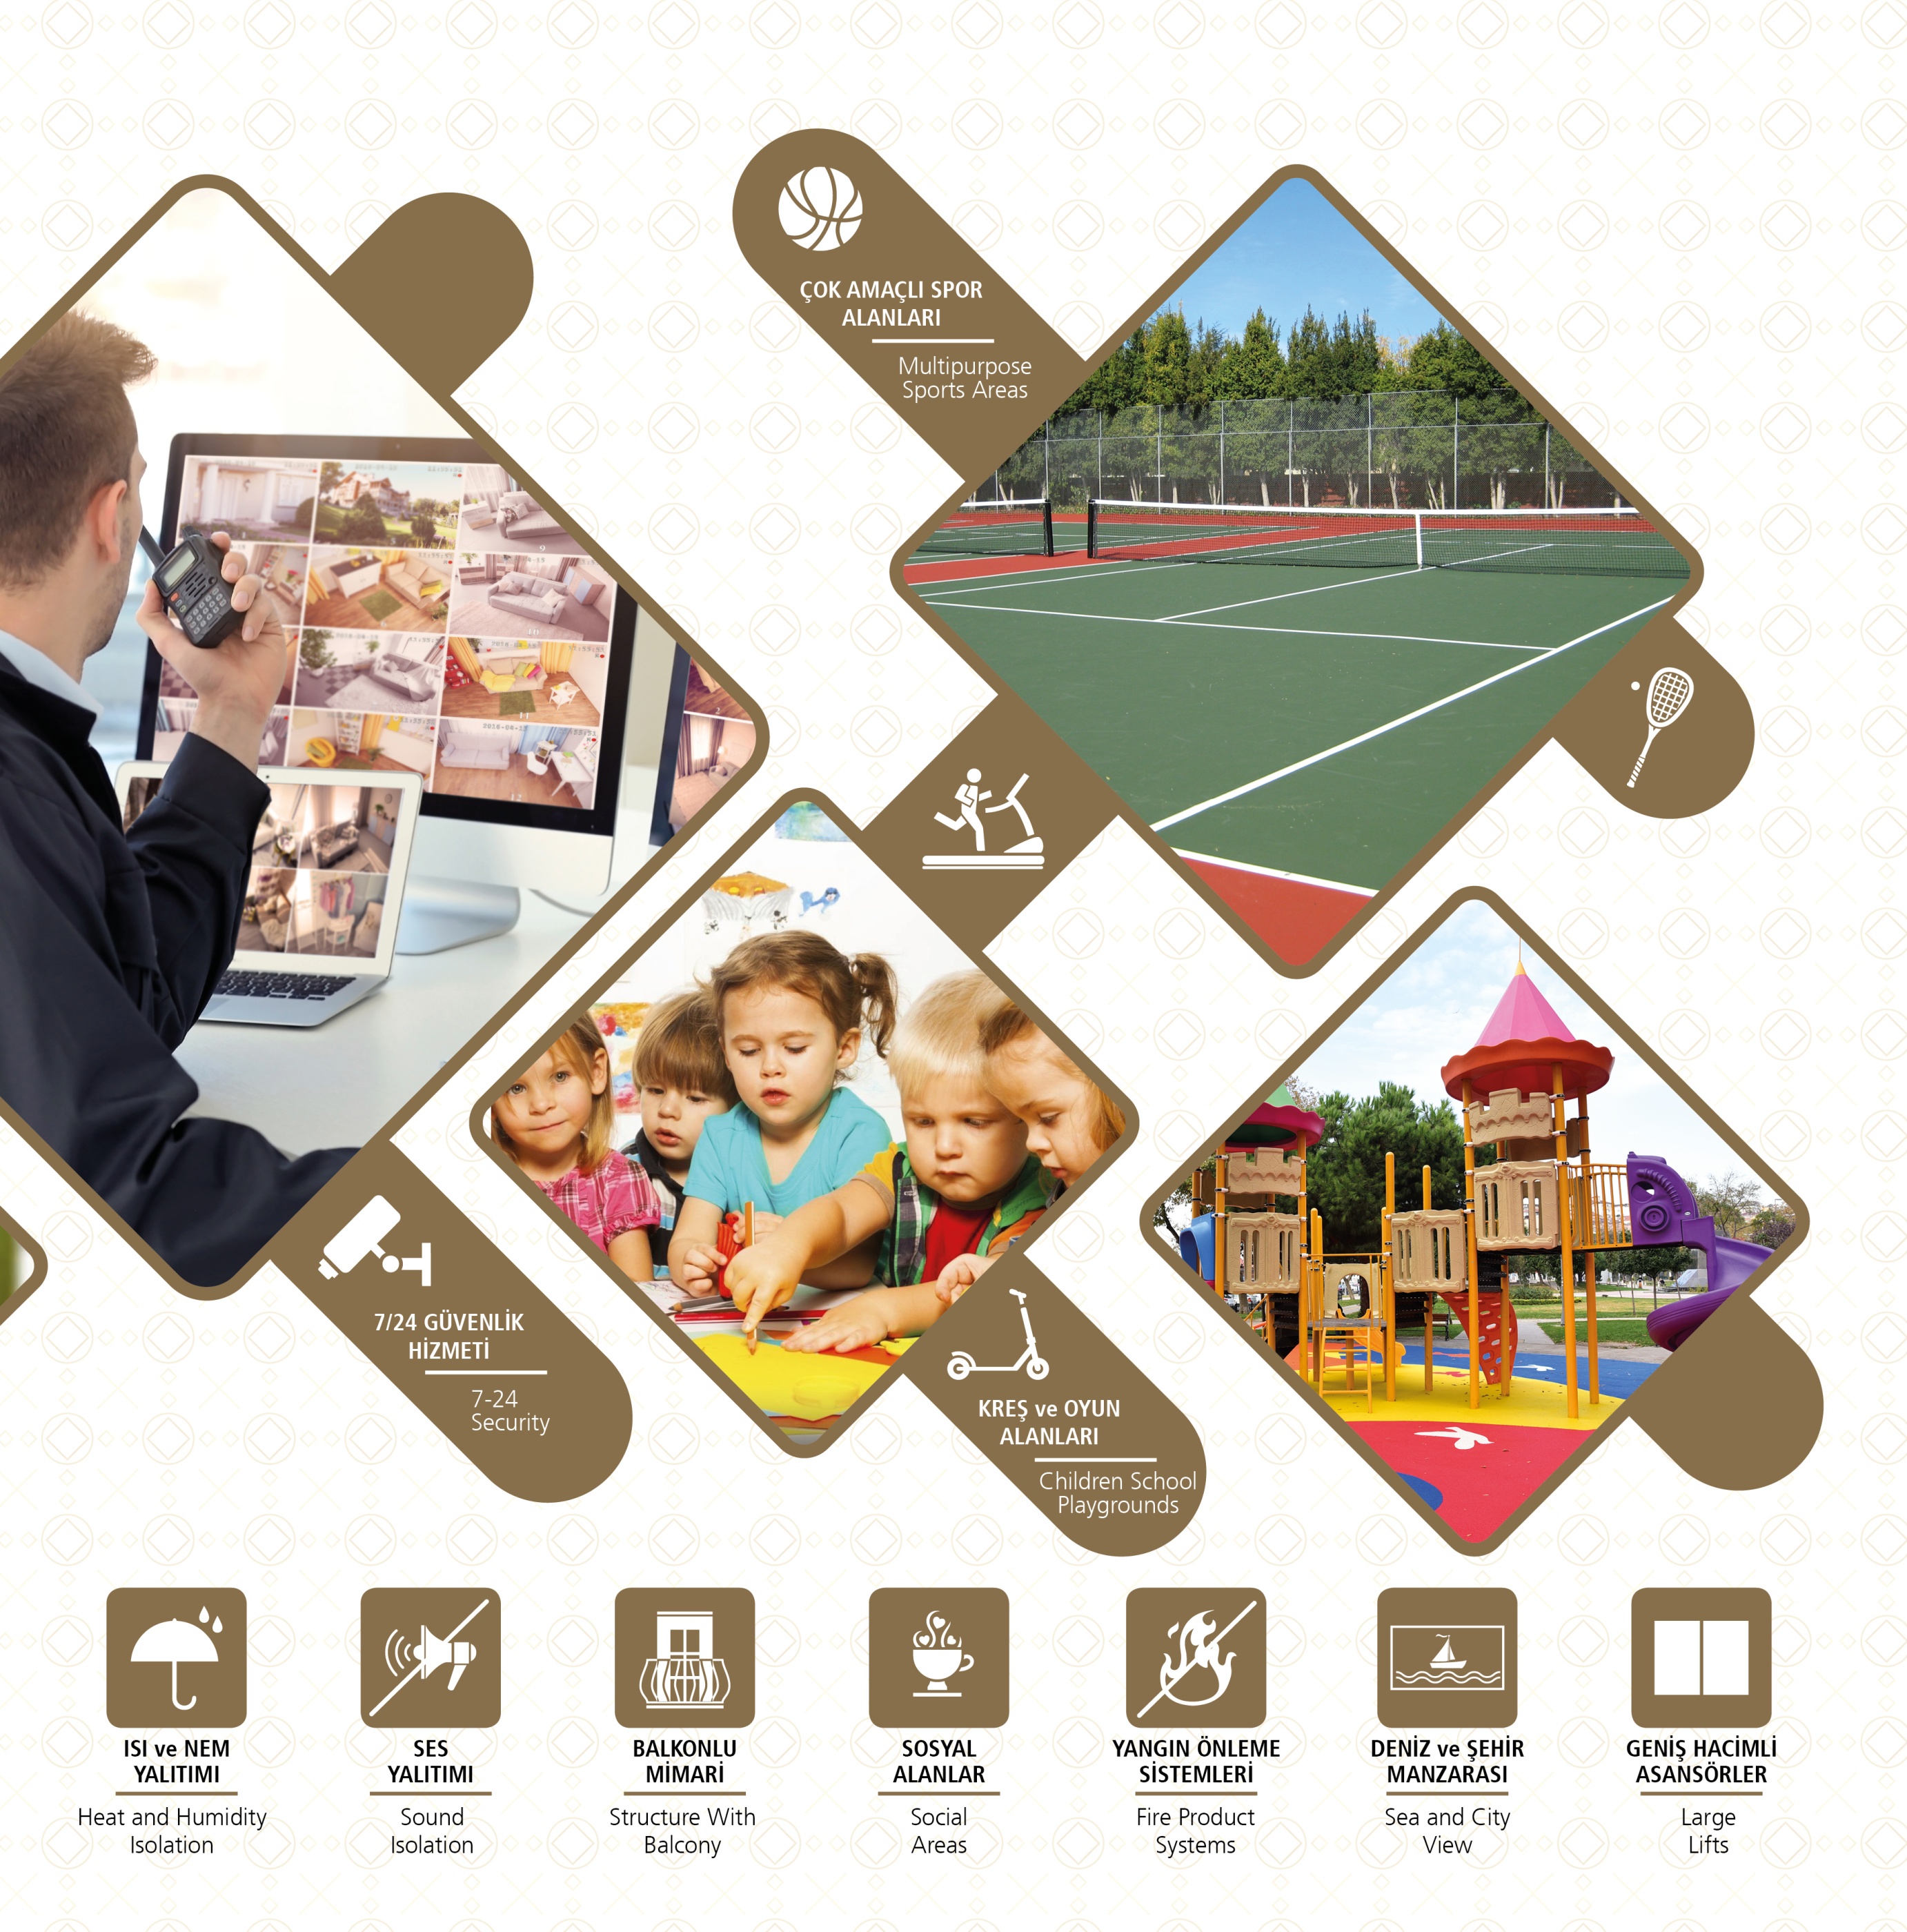 ÇOK AMAÇLI SPOR
ALANLARI
Multipurpose
Sports Areas
7/24 GÜVENLİK
HİZMETİ
7-24
Security
KREŞ ve OYUN
ALANLARI
Children School
Playgrounds
ISI ve NEM
YALITIMI
Heat and Humidity
Isolation
SES
YALITIMI
Sound
Isolation
BALKONLU
MİMARİ
Structure With
Balcony
SOSYAL
ALANLAR
Social
Areas
YANGIN ÖNLEME
SİSTEMLERİ
Fire Product
Systems
DENİZ ve ŞEHİR
MANZARASI
Sea and City
View
GENİŞ HACİMLİ
ASANSÖRLER
Large
Lifts